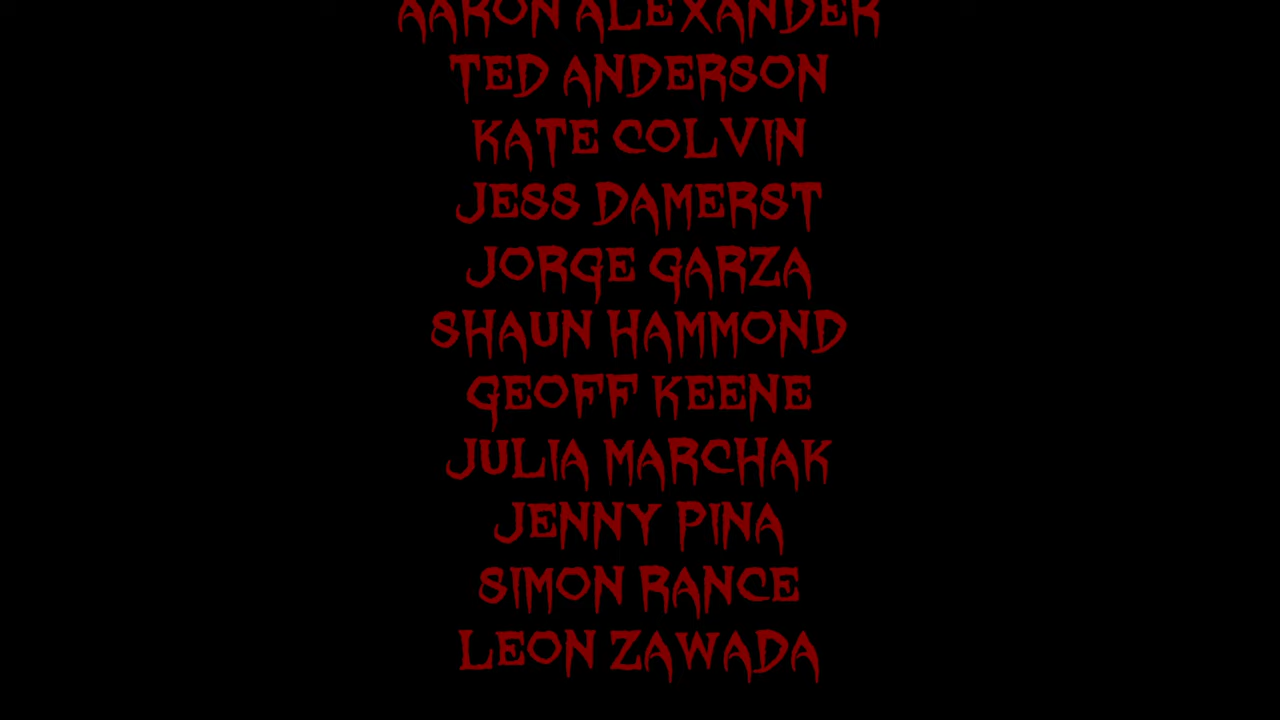 AARON ALEXANDER
TED ANDERSON
KATE COLVIN
JESS DAMERST
JORGE GARZA
SHAUN HAMMOND
GEOFF KEENE
JULIA MARCHAK
JENNY PINA
SIMON RANCE
LEON ZAWADA